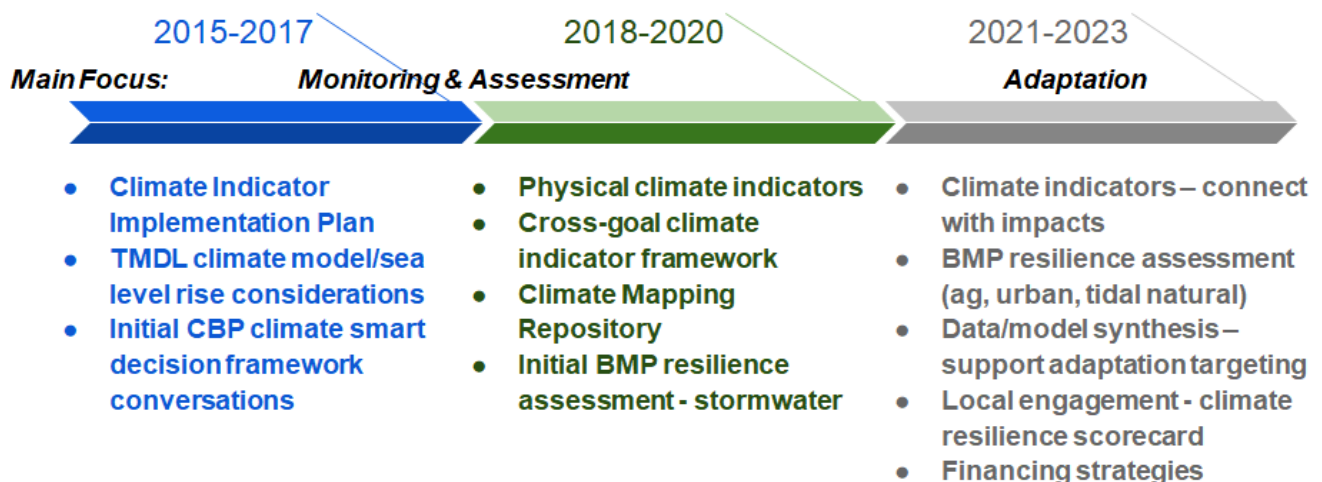 2015-2017
2018-2020
2021-2023
Main Focus:
Monitoring & Assessment
Adaptation
● Climate Indicator
Implementation Plan
● TMDL climate model/sea
level rise considerations
● Initial CBP climate smart
decision framework
conversations
● Physical climate indicators
● Cross-goal climate
indicator framework
● Climate Mapping
Repository
● Initial BMP resilience
assessment - stormwater
● Climate indicators – connect
with impacts
● BMP resilience assessment
(ag, urban, tidal natural)
● Data/model synthesis –
support adaptation targeting
● Local engagement - climate
resilience scorecard
● Financing strategies